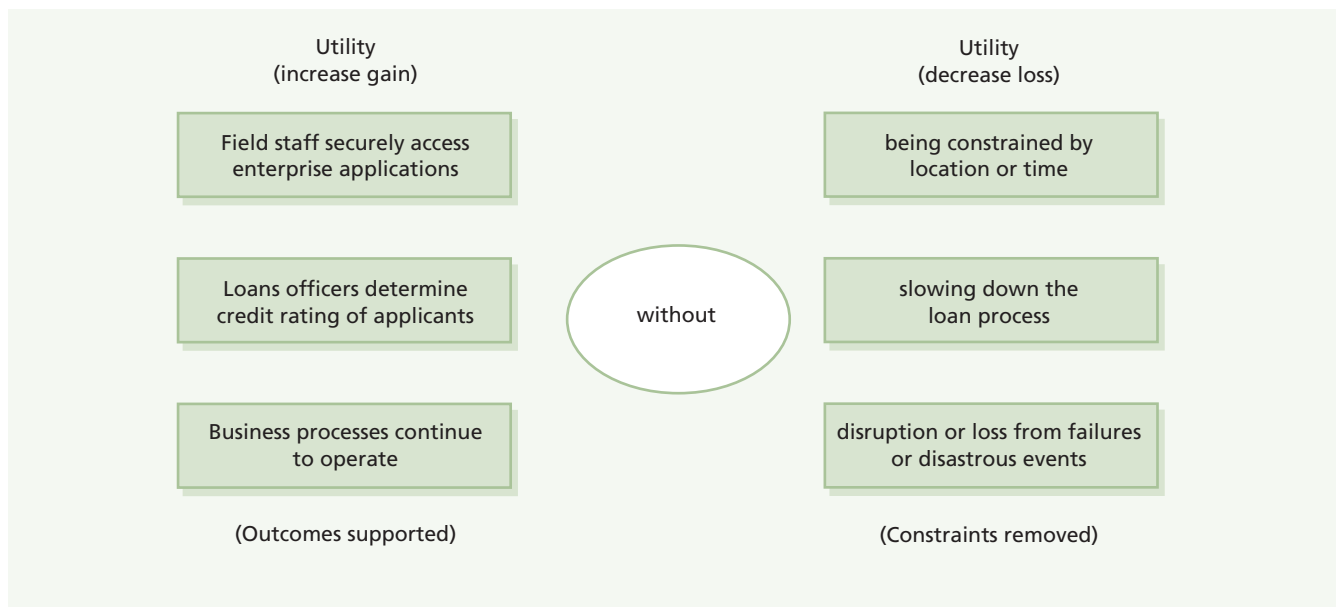 Utility
(increase gain)
Field staff securely access
enterprise applications
Loans officers determine
credit rating of applicants
Business processes continue
to operate
(Outcomes supported)
without
Utility
(decrease loss)
being constrained by
location or time
slowing down the
loan process
disruption or loss from failures
or disastrous events
(Constraints removed)